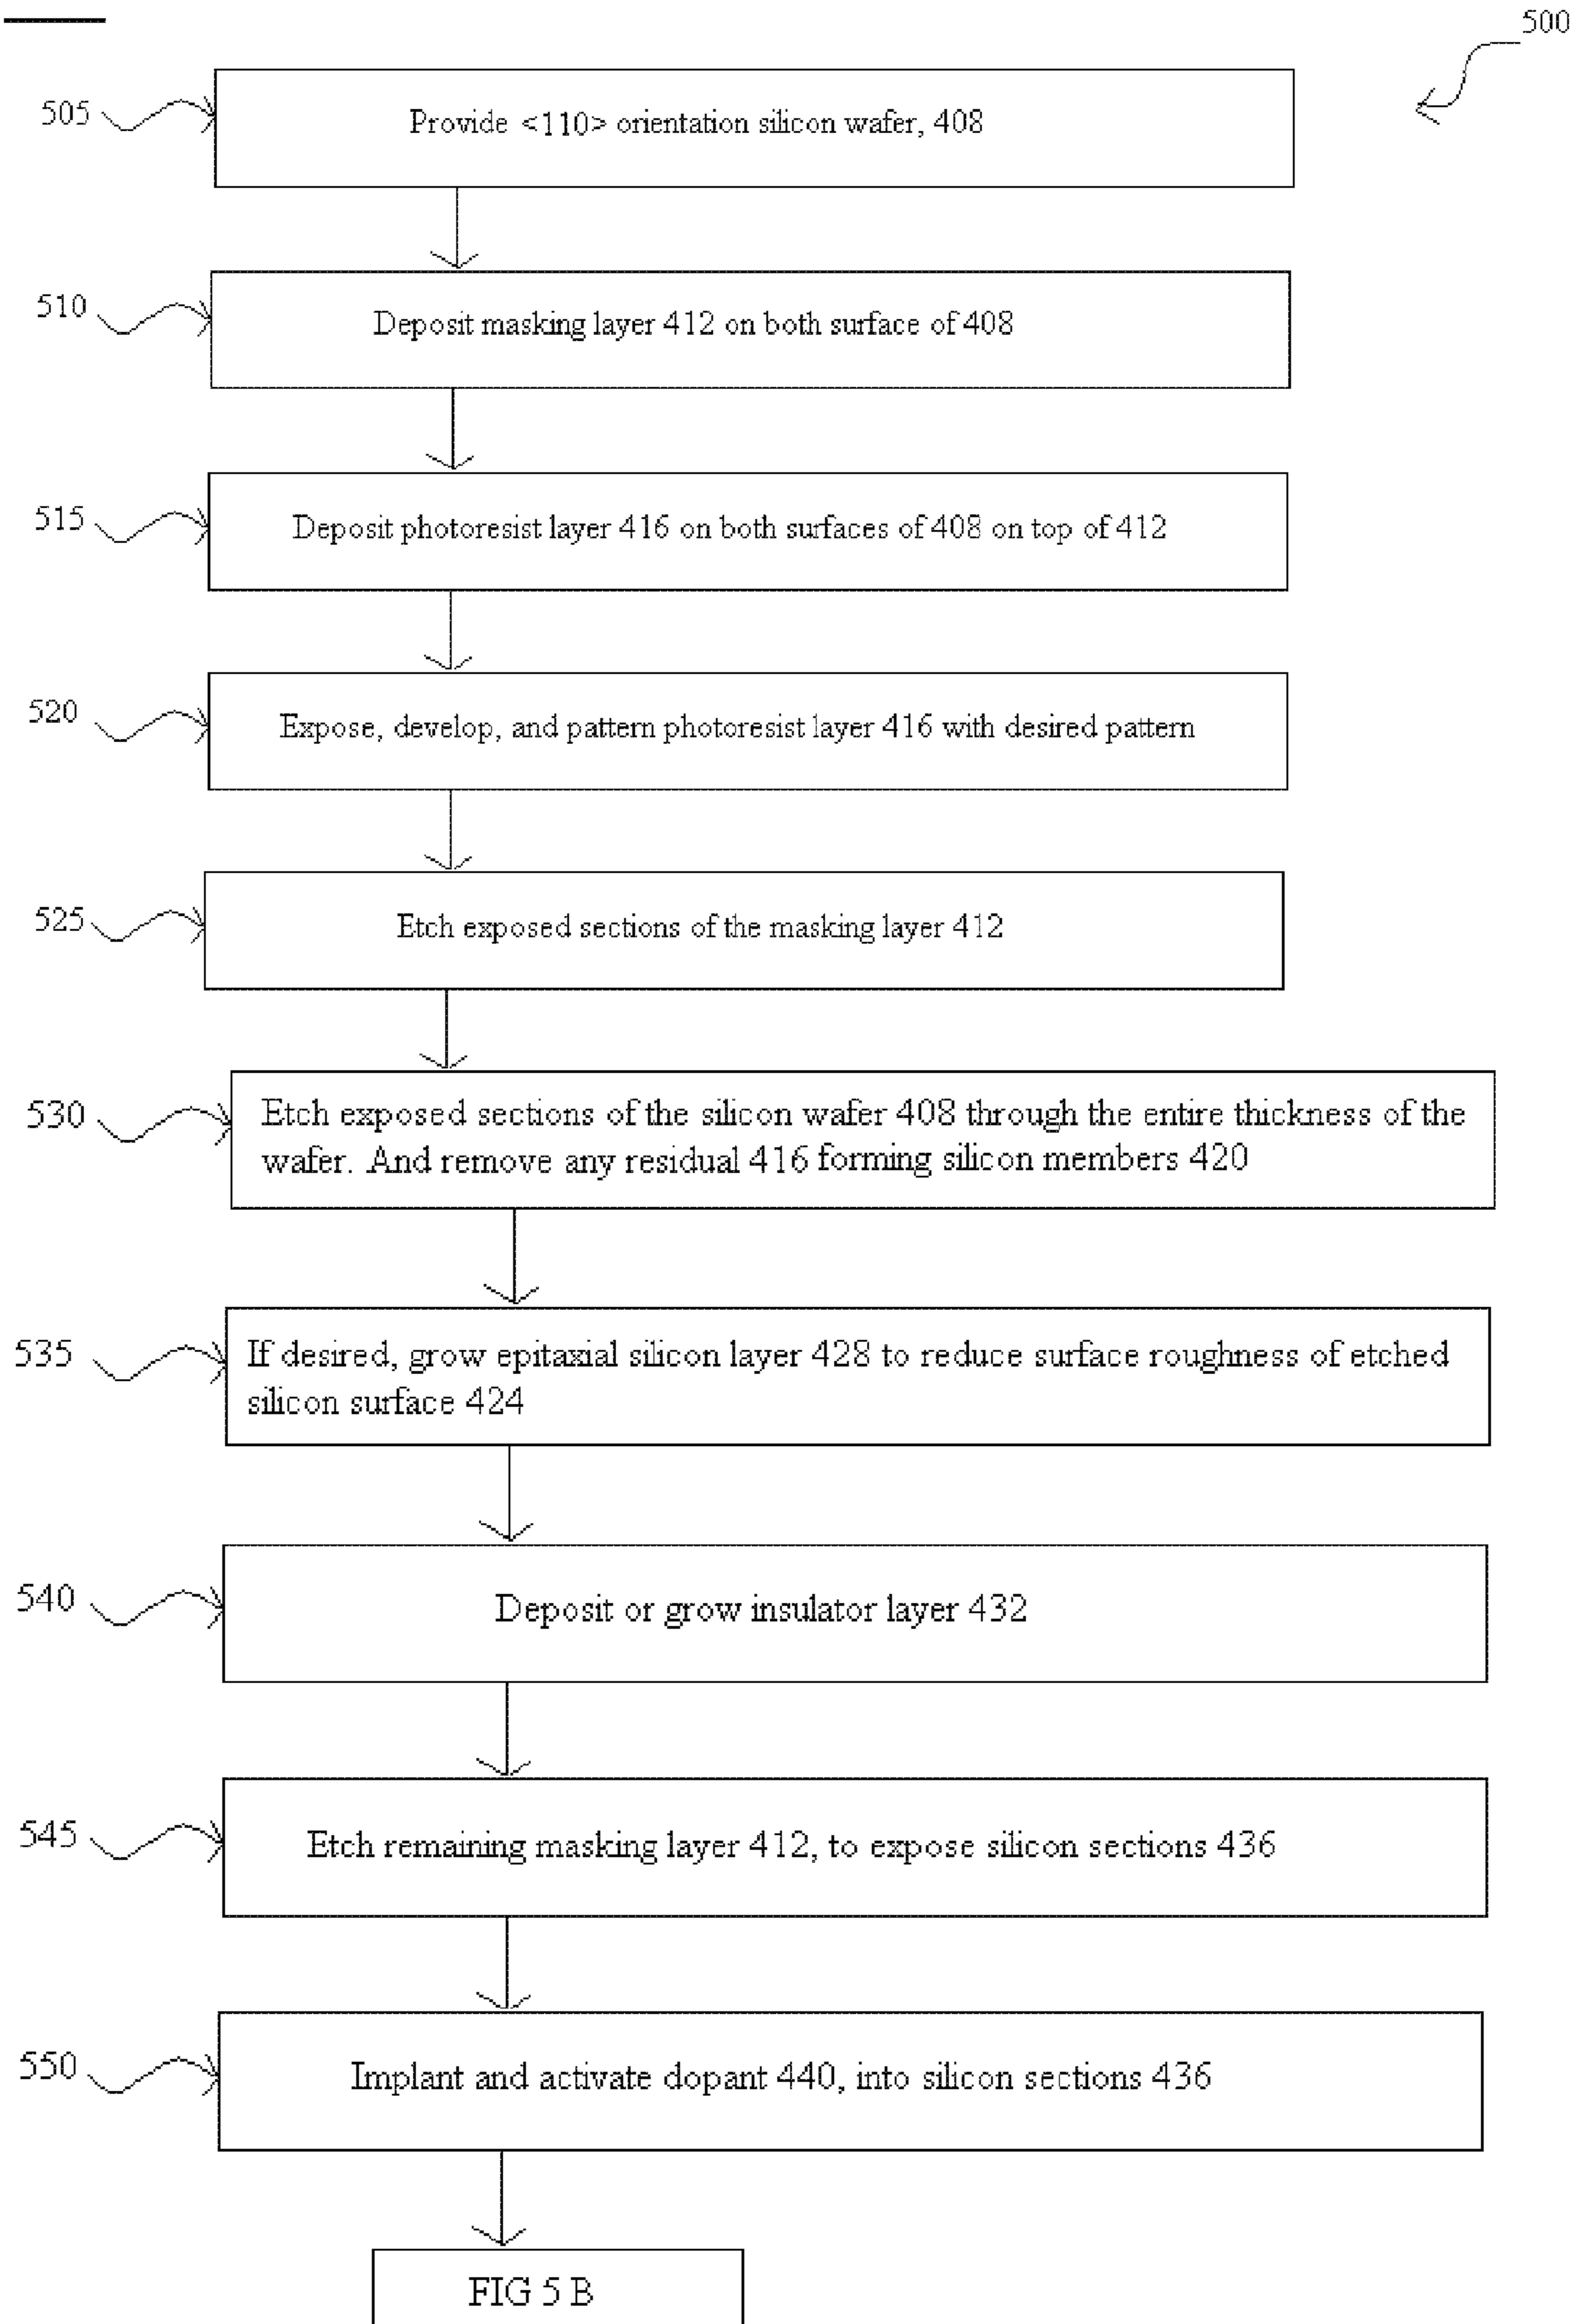 500
505
Provide <110> orientation silicon wafer, 408
510
Deposit masking layer 412 on both surface of 408
515
Deposit photoresist layer 416 on both surfaces of 408 on top of 412
520
Expose, develop, and pattern photoresist layer 416 with desired pattern
525
Etch exposed sections of the masking layer 412
530
Etch exposed sections of the silicon wafer 408 through the entire thickness of the
wafer. And remove any residual 416 forming silicon members 420
535
If desired, grow epitaxial silicon layer 428 to reduce surface roughness of etched
silicon surface 424
540
Deposit or grow insulator layer 432
545
Etch remaining masking layer 412, to expose silicon sections 436
550
Implant and activate dopant 440, into silicon sections 436
FIG 5 B